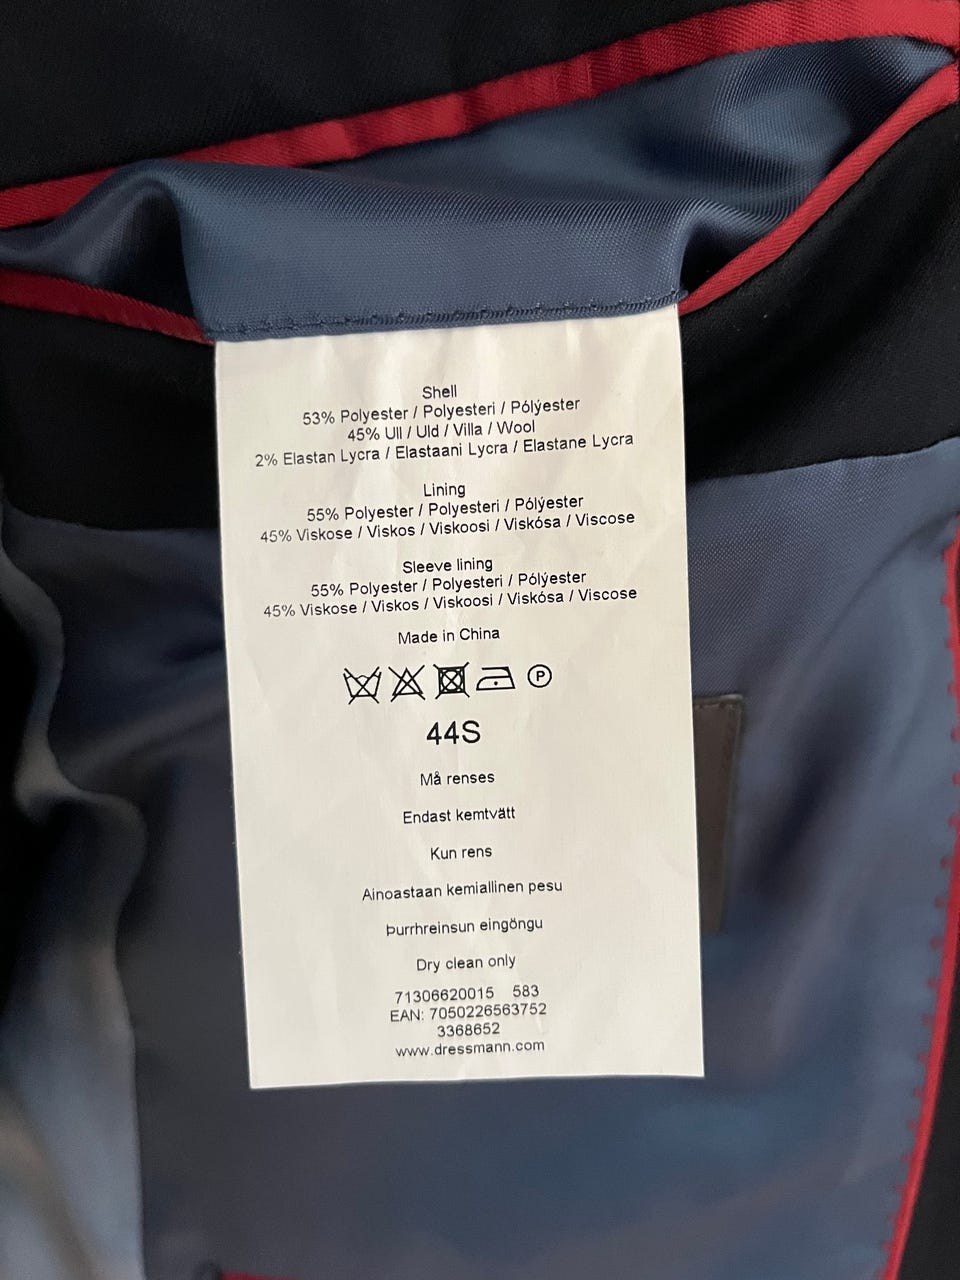 Shell
53% Polyester / Polyesteri / Pólýester
45% Ull / Uld / Villa / Wool
2% Elastan Lycra / Elastaani Lycra / Elastane Lycra
Lining
55% Polyester / Polyesteri / Pólýester
45% Viskose / Viskos / Viskoosi / Viskósa / Viscose
Sleeve lining
55% Polyester / Polyesteri / Pólýester
45% Viskose / Viskos / Viskoosi / Viskósa / Viscose
Made in China
P
44S
Må renses
Endast kemtvätt
Kun rens
Ainoastaan kemiallinen pesu
Þurrhreinsun eingöngu
Dry clean only
71306620015 583
EAN: 7050226563752
3368652
www.dressmann.com